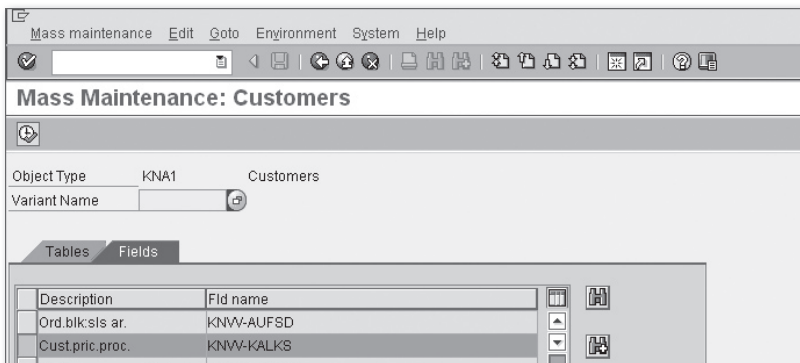 Mass maintenance Edit Goto Environment System Help
Mass Maintenance: Customers
Object Type KNA1 Customers
Variant Name
Tables Fields
Description Fld name
Ord.blk:sls ar. KNVV-AUFSD
Cust.pric.proc. KNVV-KALKS